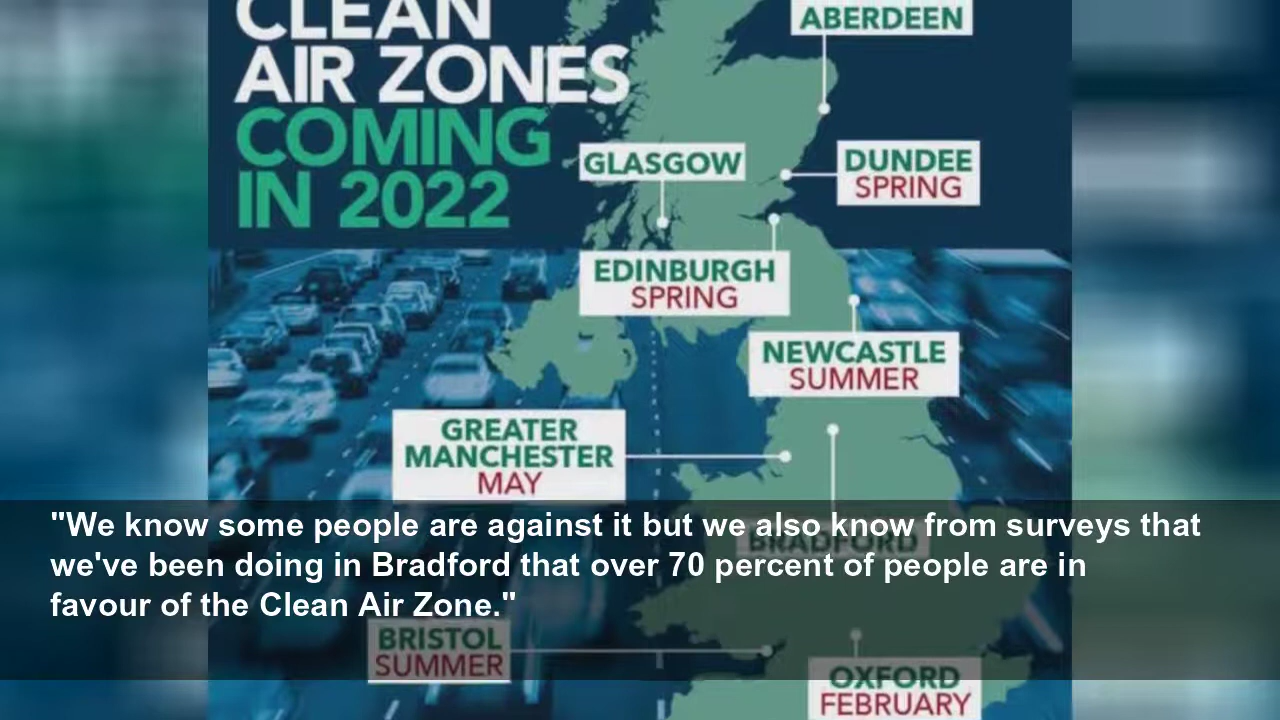 CLEAN
AIR ZONES
COMING
IN 2022
ABERDEEN
GLASGOW
DUNDEE
SPRING
EDINBURGH
SPRING
NEWCASTLE
SUMMER
GREATER
MANCHESTER
MAY
BRADFORD
"We know some people are against it but we also know from surveys that
we've been doing in Bradford that over 70 percent of people are in
favour of the Clean Air Zone."
BRISTOL
SUMMER
OXFORD
FEBRUARY